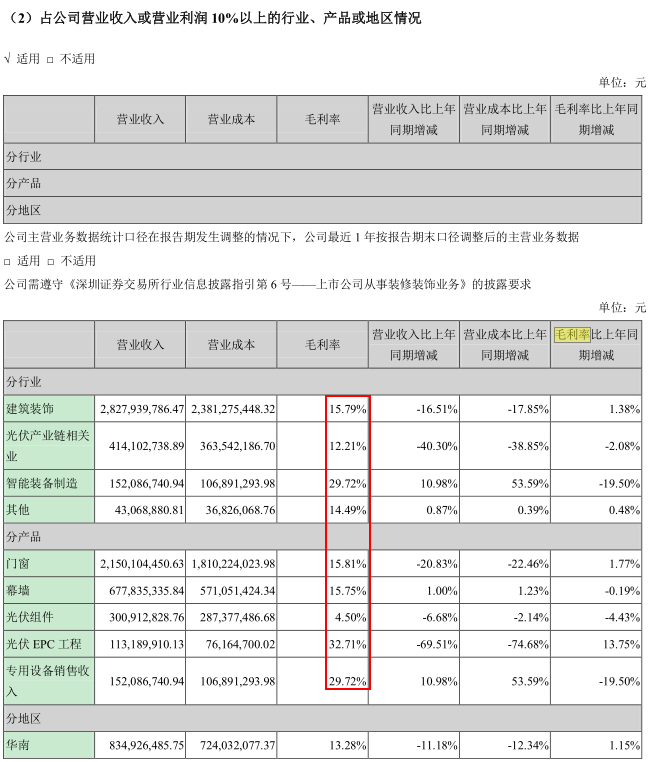 （2）占公司营业收入或营业利润 10%以上的行业、产品或地区情况
√ 适用 □ 不适用
单位：元
营业收入 营业成本 毛利率 营业收入比上年同期增减 营业成本比上年同期增减 毛利率比上年同期增减
分行业
分产品
分地区
公司主营业务数据统计口径在报告期发生调整的情况下，公司最近 1 年按报告期末口径调整后的主营业务数据
□ 适用 □ 不适用
公司需遵守《深圳证券交易所行业信息披露指引第 6 号——上市公司从事装修装饰业务》的披露要求
单位：元
营业收入 营业成本 毛利率 营业收入比上年同期增减 营业成本比上年同期增减 毛利率比上年同期增减
分行业
建筑装饰 2,827,939,786.47 2,381,275,448.32 15.79% -16.51% -17.85% 1.38%
光伏产业链相关业 414,102,738.89 363,542,186.70 12.21% -40.30% -38.85% -2.08%
智能装备制造 152,086,740.94 106,891,293.98 29.72% 10.98% 53.59% -19.50%
其他 43,068,880.81 36,826,068.76 14.49% 0.87% 0.39% 0.48%
分产品
门窗 2,150,104,450.63 1,810,224,023.98 15.81% -20.83% -22.46% 1.77%
幕墙 677,835,335.84 571,051,424.34 15.75% 1.00% 1.23% -0.19%
光伏组件 300,912,828.76 287,377,486.68 4.50% -6.68% -2.14% -4.43%
光伏 EPC 工程 113,189,910.13 76,164,700.02 32.71% -69.51% -74.68% 13.75%
专用设备销售收入 152,086,740.94 106,891,293.98 29.72% 10.98% 53.59% -19.50%
分地区
华南 834,926,485.75 724,032,077.37 13.28% -11.18% -12.34% 1.15%